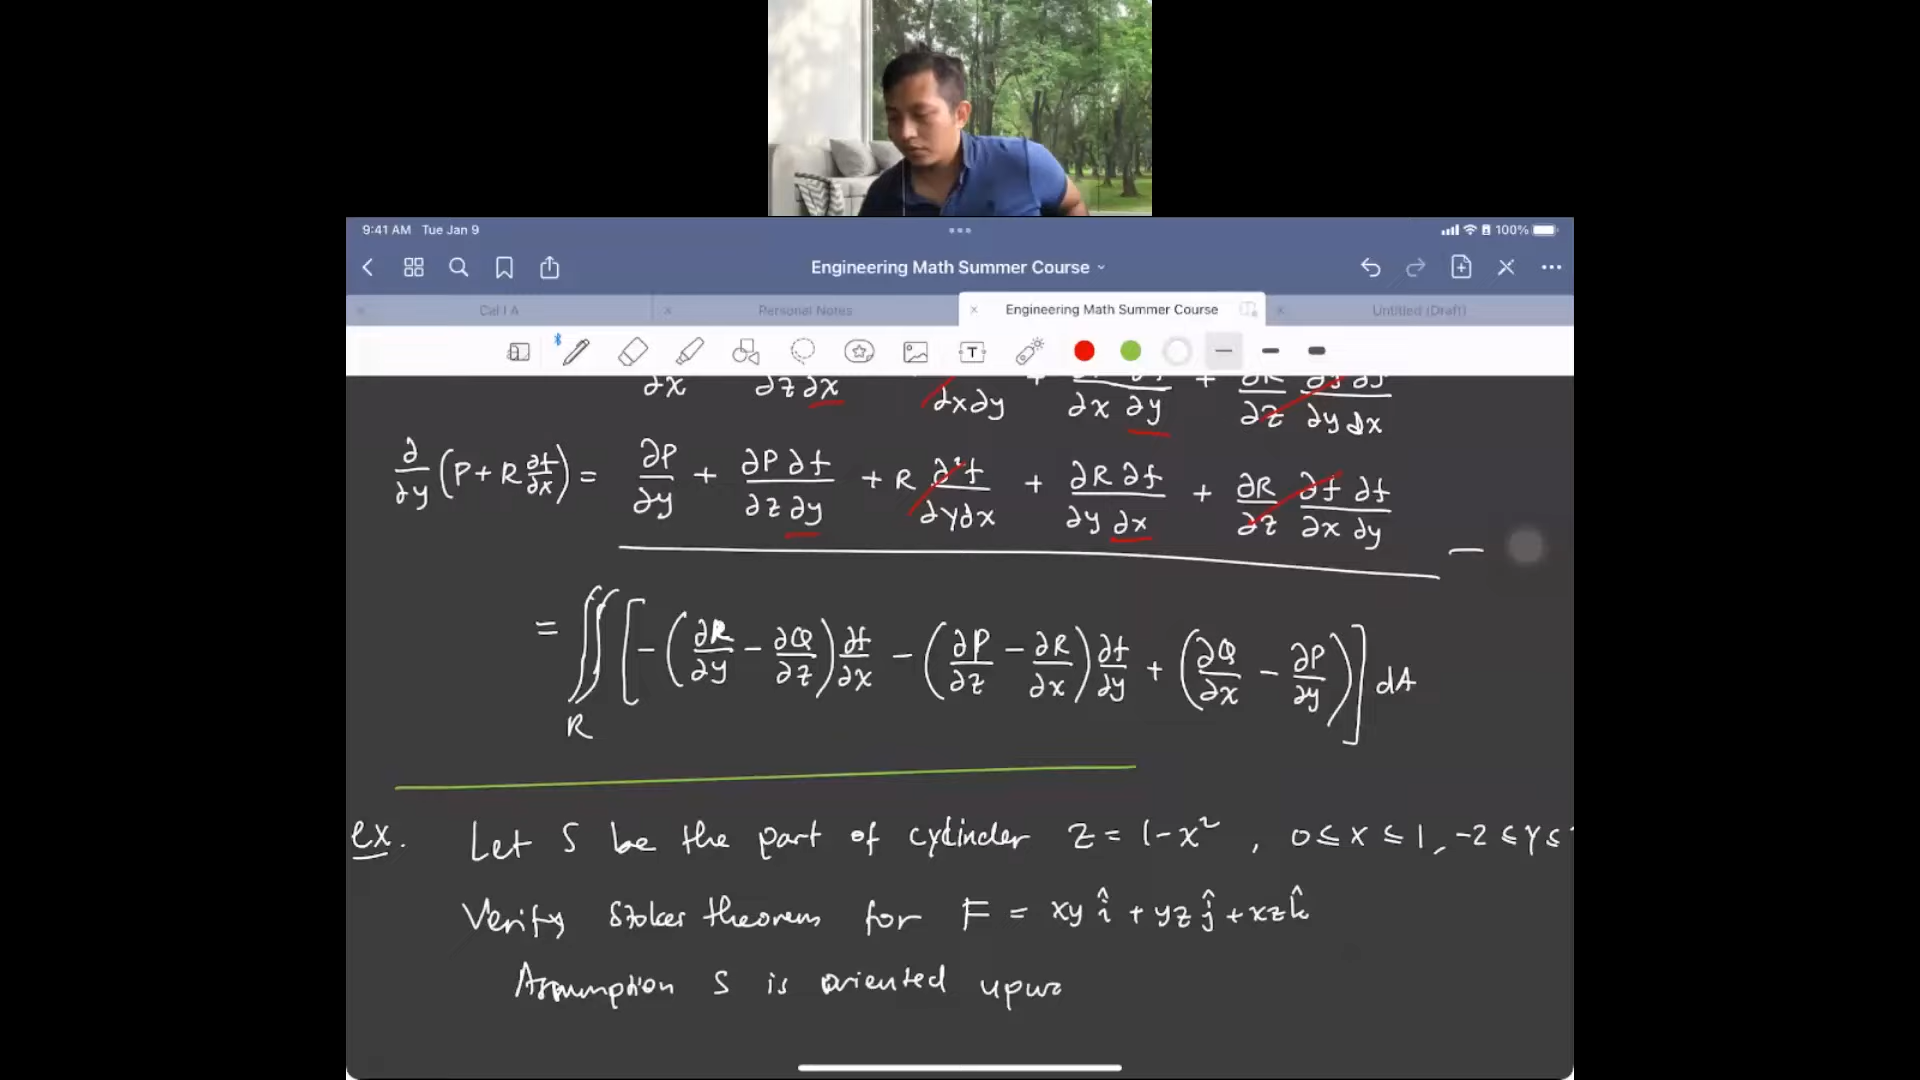 9:41 AM Tue Jan 9
100%
Engineering Math Summer Course
Cal I A
Personal Notes
Engineering Math Summer Course
Untitled (Draft)
T
∂x ∂z ∂x ∂x∂y + ∂x ∂y + ∂R/∂z ∂f ∂f/∂y ∂x
∂/∂y (P + R ∂f/∂x) = ∂P/∂y + ∂P ∂f/∂z ∂y + R ∂²f/∂y∂x + ∂R ∂f/∂y ∂x + ∂R/∂z ∂f/∂x ∂f/∂y
—
= ∬_R [ -(∂R/∂y - ∂Q/∂z) ∂f/∂x - (∂P/∂z - ∂R/∂x) ∂f/∂y + (∂Q/∂x - ∂P/∂y) ] dA
ex. Let S be the part of cylinder z = 1-x², 0 ≤ x ≤ 1, -2 ≤ y ≤
Verify Stokes theorem for F = xy î + yz ĵ + xz k̂
Assumption S is oriented upwa